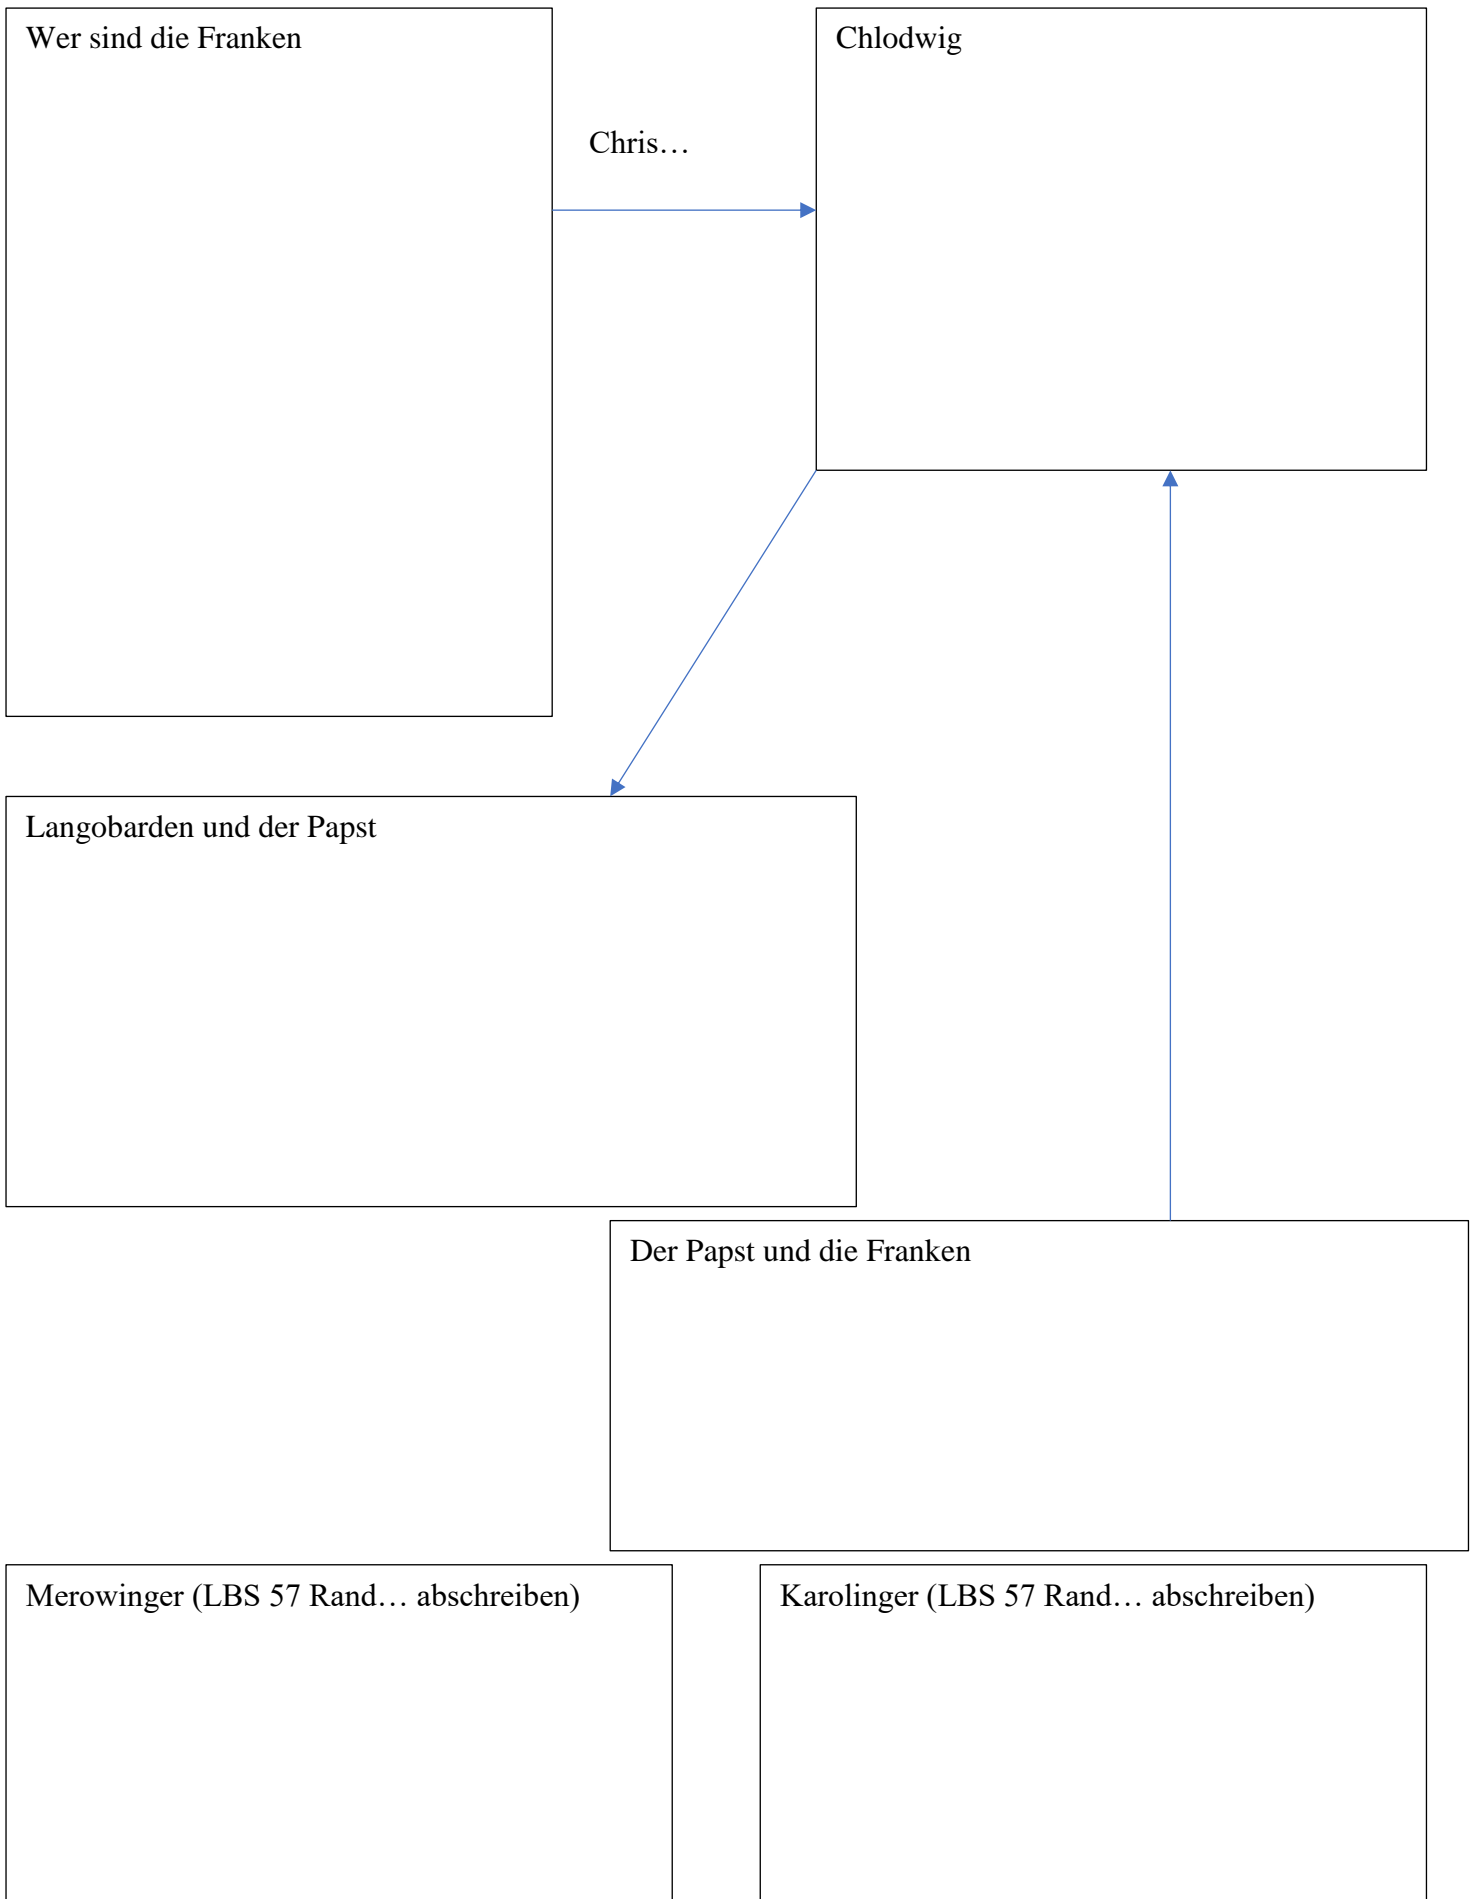 Wer sind die Franken
Chlodwig
Chris…
Langobarden und der Papst
Der Papst und die Franken
Merowinger (LBS 57 Rand… abschreiben)
Karolinger (LBS 57 Rand… abschreiben)